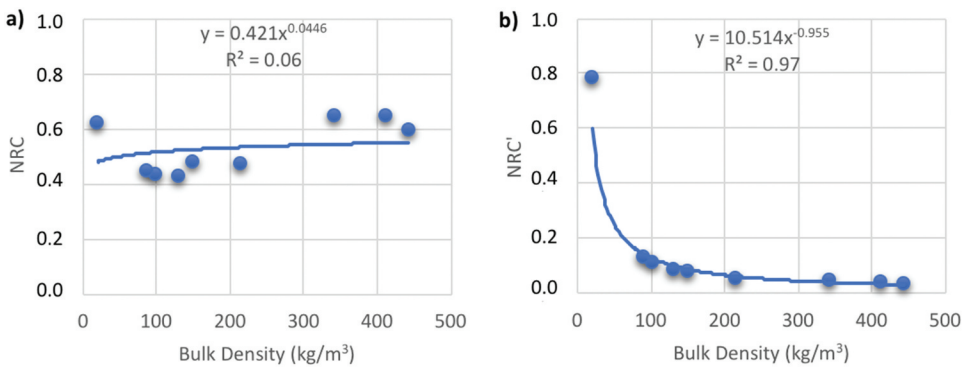 a)
y = 0.421x^0.0446
R² = 0.06
1.0
0.8
0.6
0.4
0.2
0.0
NRC
0 100 200 300 400 500
Bulk Density (kg/m³)
b)
y = 10.514x^-0.955
R² = 0.97
1.0
0.8
0.6
0.4
0.2
0.0
NRC'
0 100 200 300 400 500
Bulk Density (kg/m³)